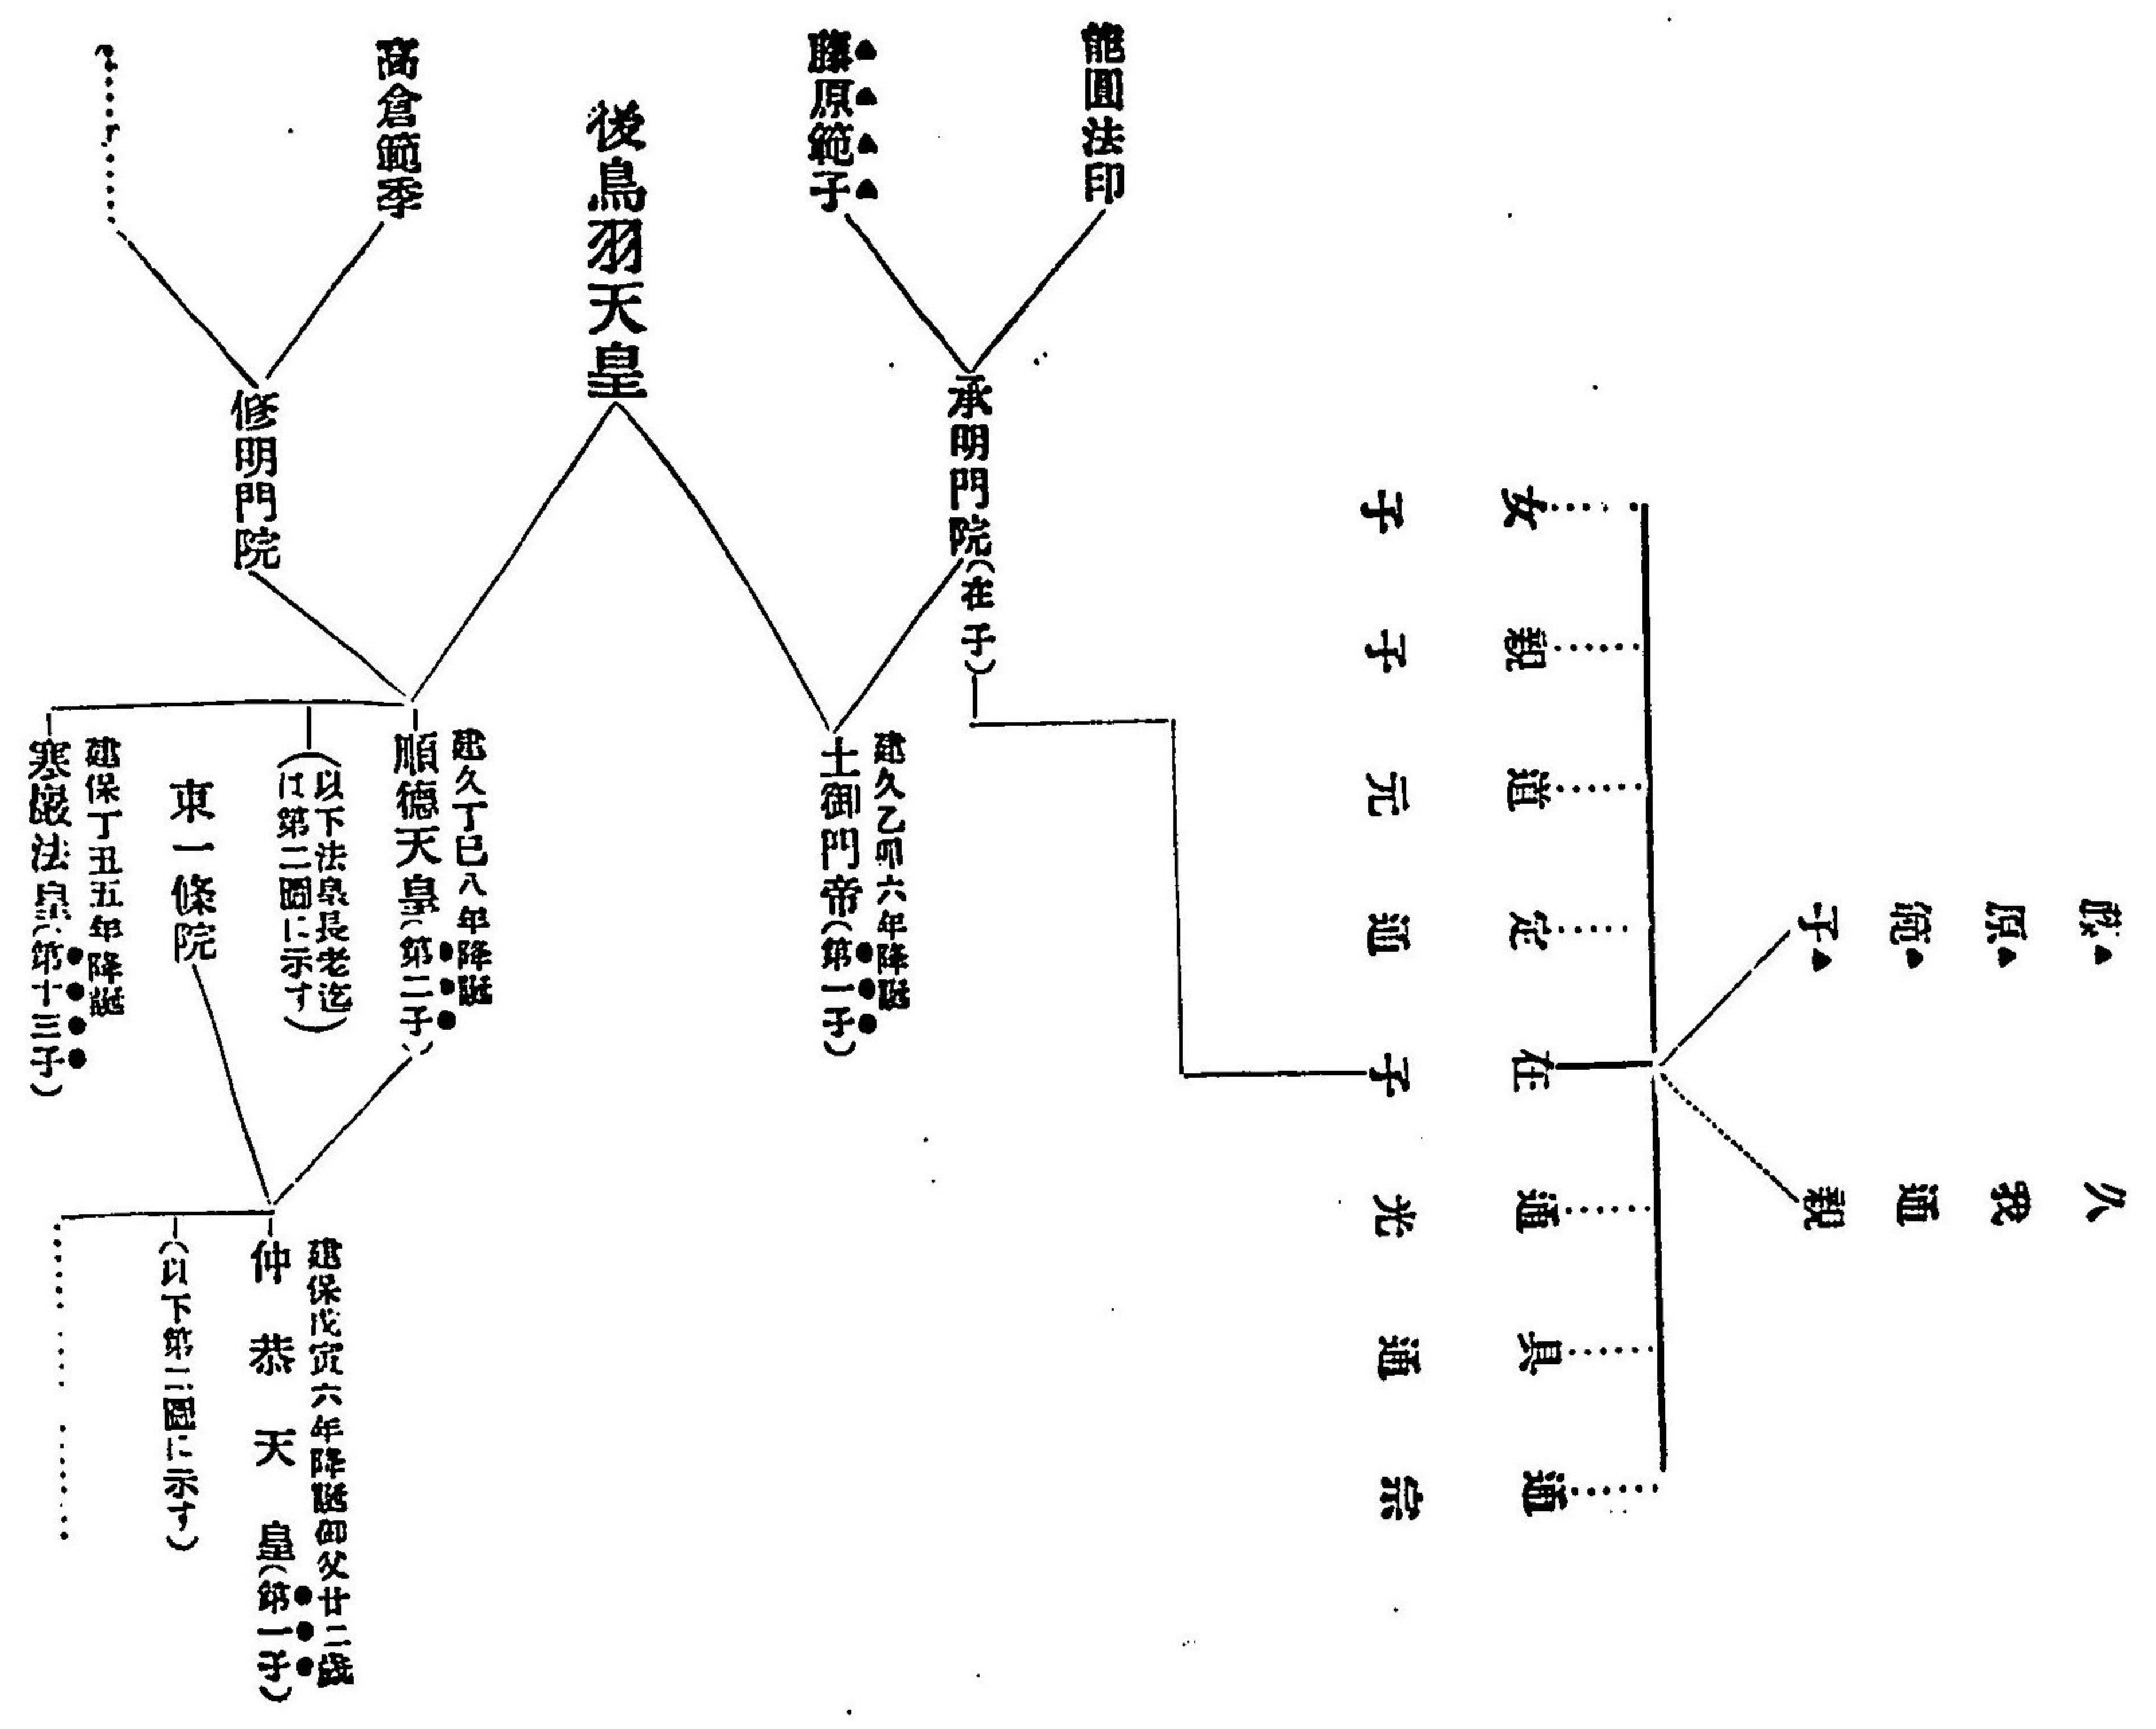 藤原範子
久我通親
通宗
通具
通光
在子
定通
道元
親子
女子
能圓法印
藤原範子
承明門院(在子)
後鳥羽天皇
高倉範季
修明門院
建久乙卯六年降誕
土御門帝(第一子)
建久丁巳八年降誕
順德天皇(第二子)
(以下法皇長老迄
は第二圖に示す)
東一條院
建保丁丑五年降誕
寒巖法皇(第十三子)
建保戊寅六年降誕御父廿二歲
仲恭天皇(第一子)
(以下第二圖に示す)